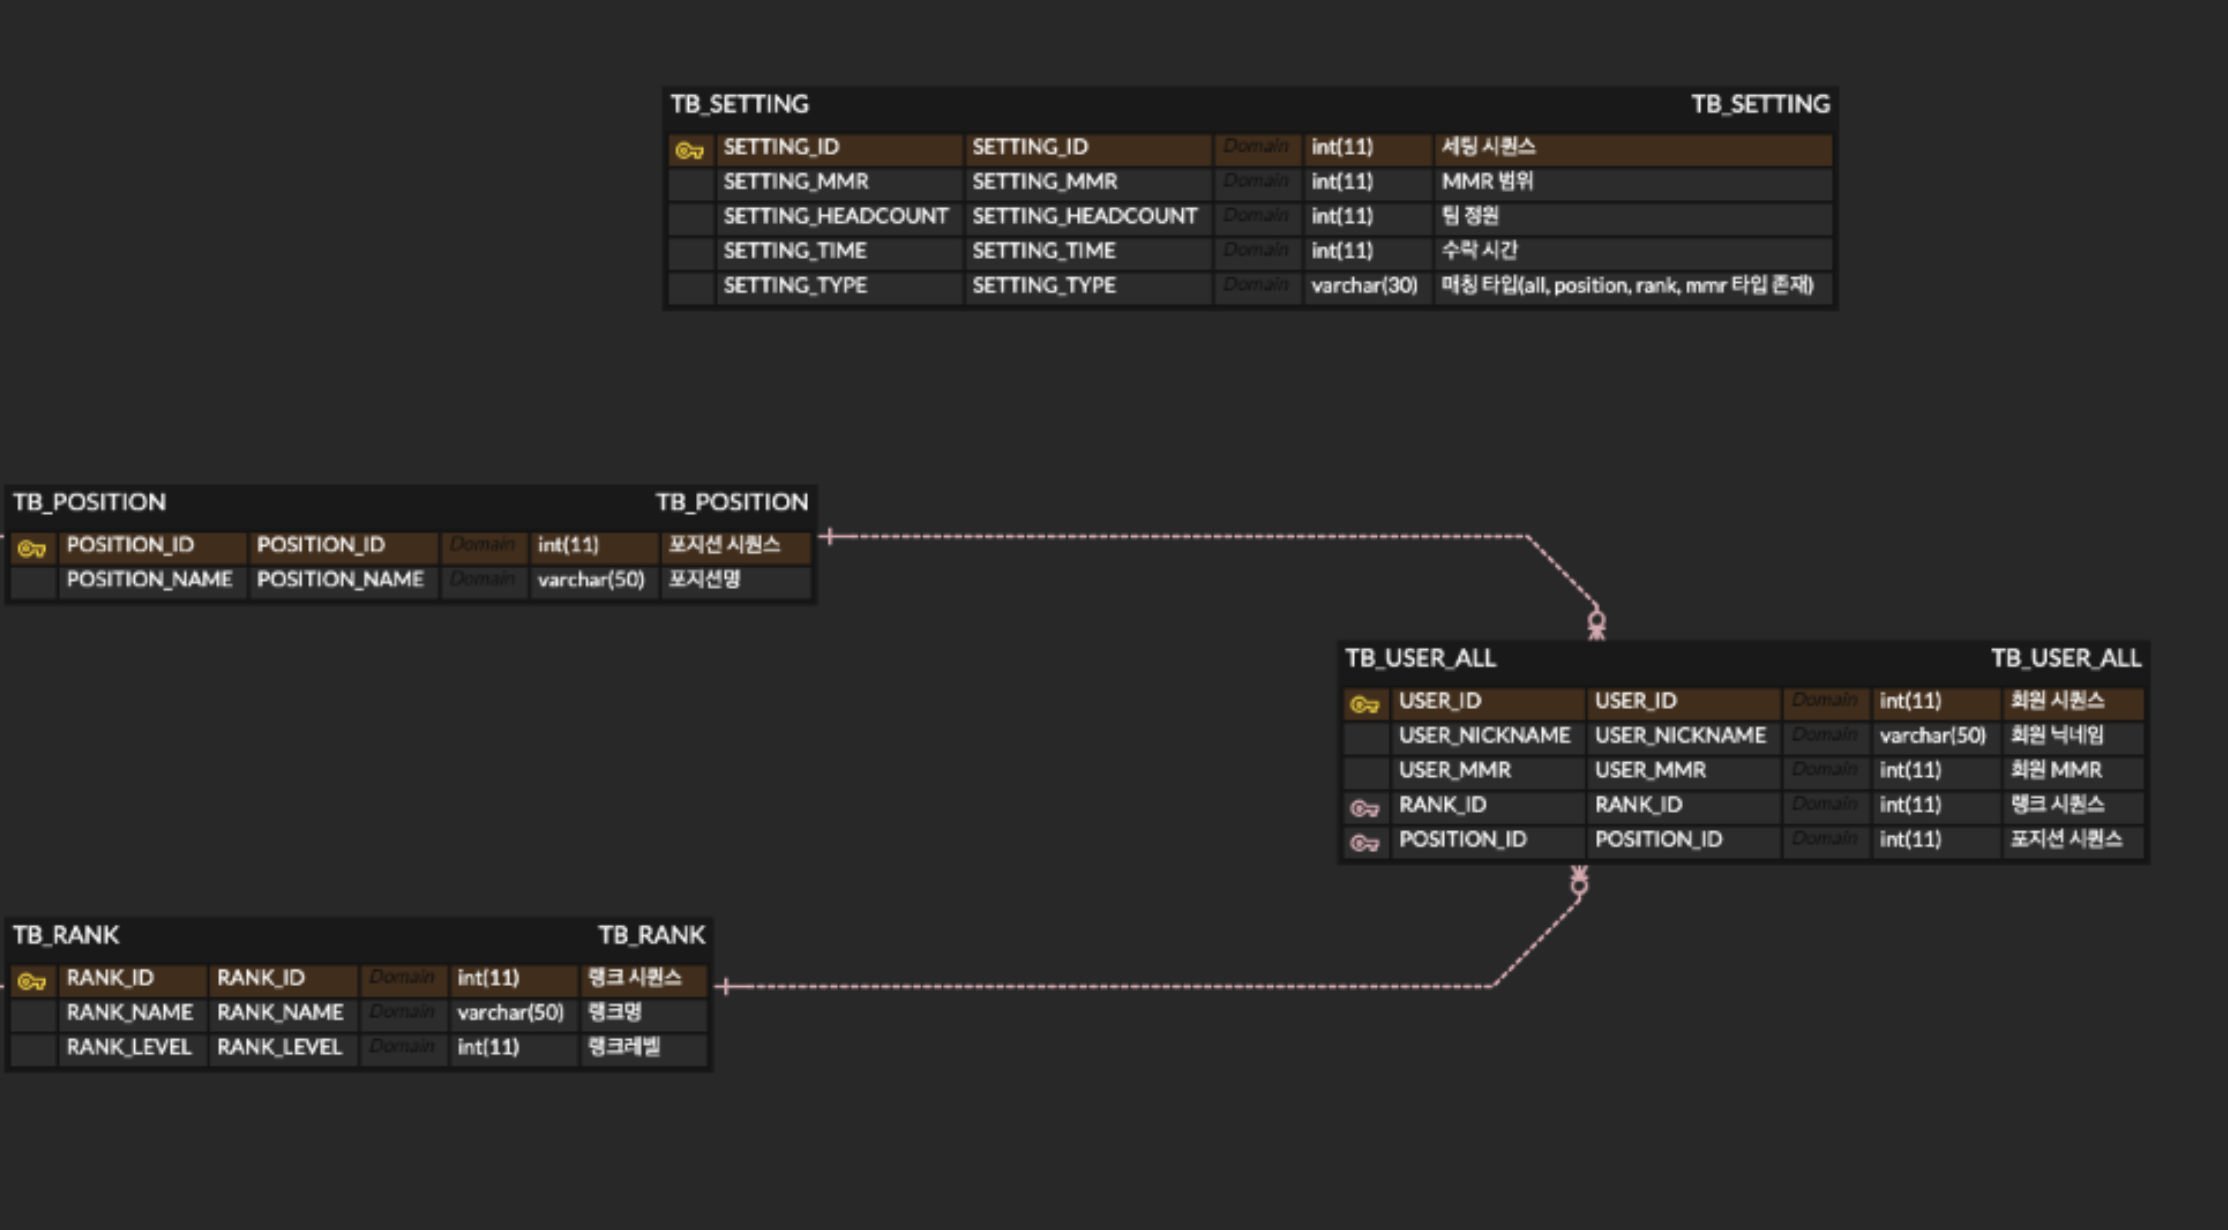 TB_SETTING TB_SETTING
SETTING_ID SETTING_ID Domain int(11) 세팅 시퀀스
SETTING_MMR SETTING_MMR Domain int(11) MMR 범위
SETTING_HEADCOUNT SETTING_HEADCOUNT Domain int(11) 팀 정원
SETTING_TIME SETTING_TIME Domain int(11) 수락 시간
SETTING_TYPE SETTING_TYPE Domain varchar(30) 매칭 타입(all, position, rank, mmr 타입 존재)
TB_POSITION TB_POSITION
POSITION_ID POSITION_ID Domain int(11) 포지션 시퀀스
POSITION_NAME POSITION_NAME Domain varchar(50) 포지션명
TB_USER_ALL TB_USER_ALL
USER_ID USER_ID Domain int(11) 회원 시퀀스
USER_NICKNAME USER_NICKNAME Domain varchar(50) 회원 닉네임
USER_MMR USER_MMR Domain int(11) 회원 MMR
RANK_ID RANK_ID Domain int(11) 랭크 시퀀스
POSITION_ID POSITION_ID Domain int(11) 포지션 시퀀스
TB_RANK TB_RANK
RANK_ID RANK_ID Domain int(11) 랭크 시퀀스
RANK_NAME RANK_NAME Domain varchar(50) 랭크명
RANK_LEVEL RANK_LEVEL Domain int(11) 랭크레벨